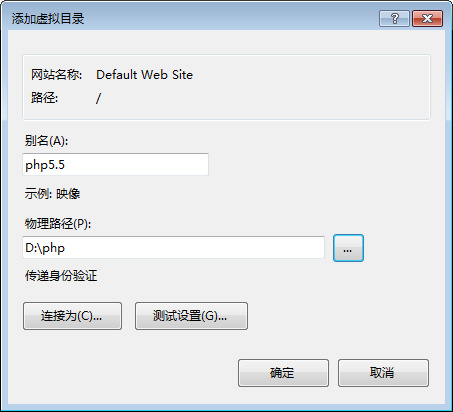 添加虚拟目录
网站名称: Default Web Site
路径: /
别名(A):
php5.5
示例: 映像
物理路径(P):
D:\php
...
传递身份验证
连接为(C)... 测试设置(G)...
确定 取消